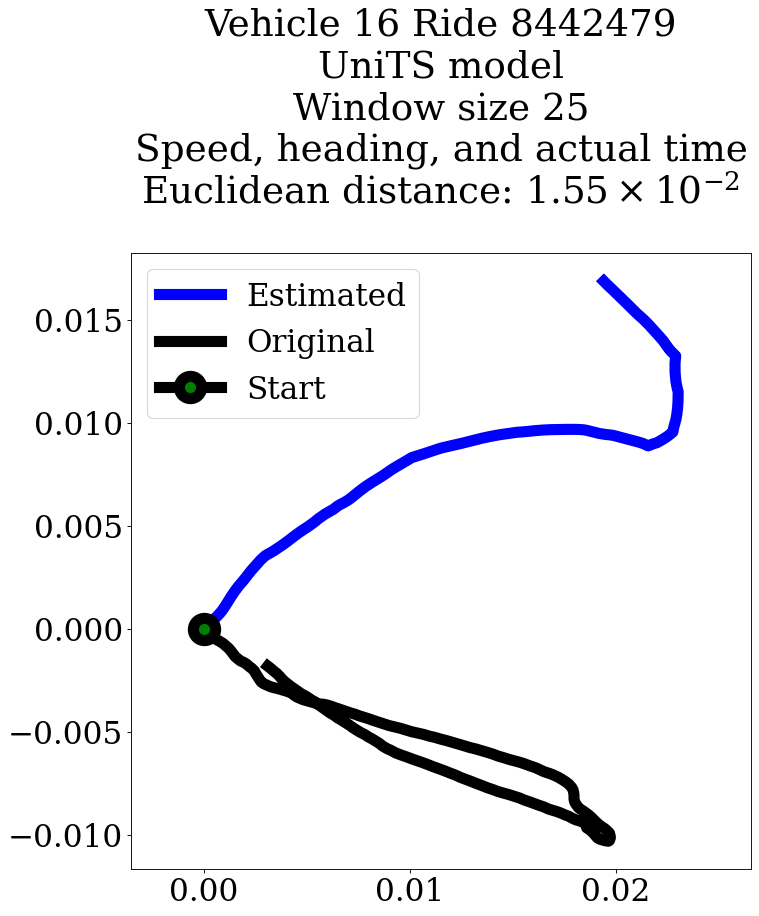 Vehicle 16 Ride 8442479
UniTS model
Window size 25
Speed, heading, and actual time
Euclidean distance: 1.55 × 10⁻²
Estimated
Original
Start
0.015
0.010
0.005
0.000
−0.005
−0.010
0.00 0.01 0.02